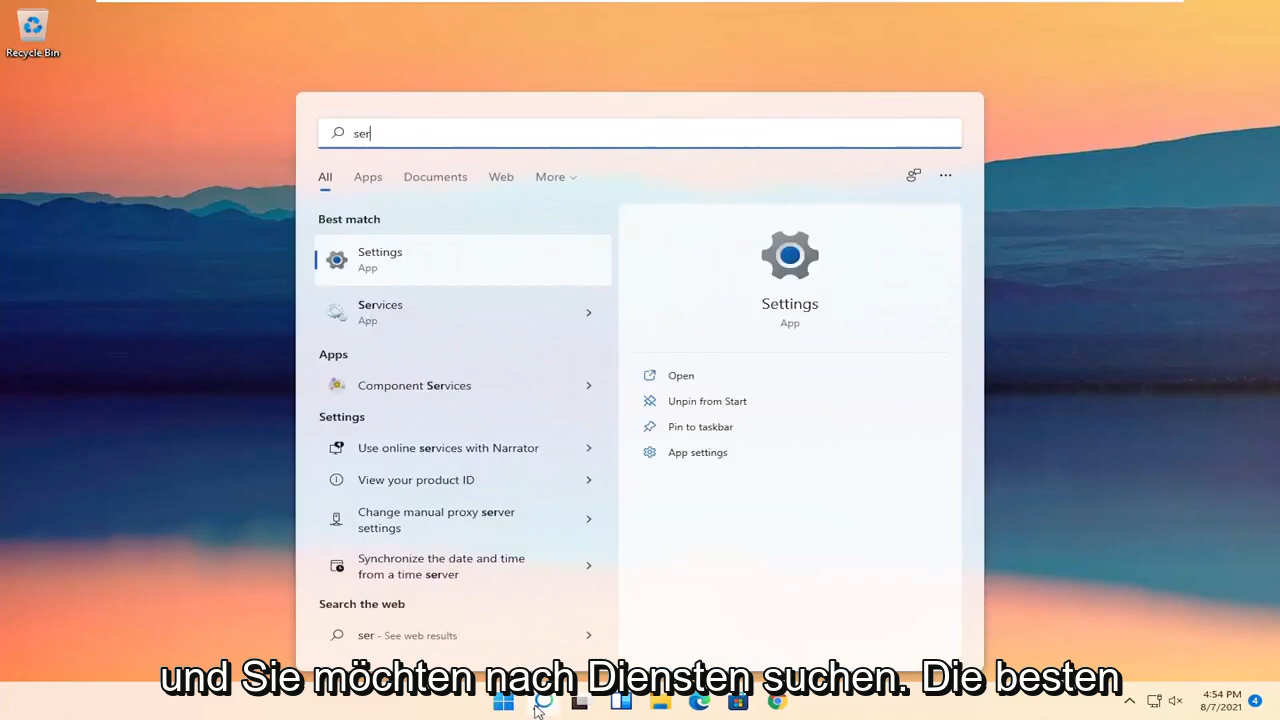 Recycle Bin
ser
All Apps Documents Web More
Best match
Settings
App
Services
App
Apps
Component Services
Settings
Use online services with Narrator
View your product ID
Change manual proxy server
settings
Synchronize the date and time
from a time server
Search the web
ser - See web results
Settings
App
Open
Unpin from Start
Pin to taskbar
App settings
und Sie möchten nach Diensten suchen. Die besten
4:54 PM
8/7/2021
4